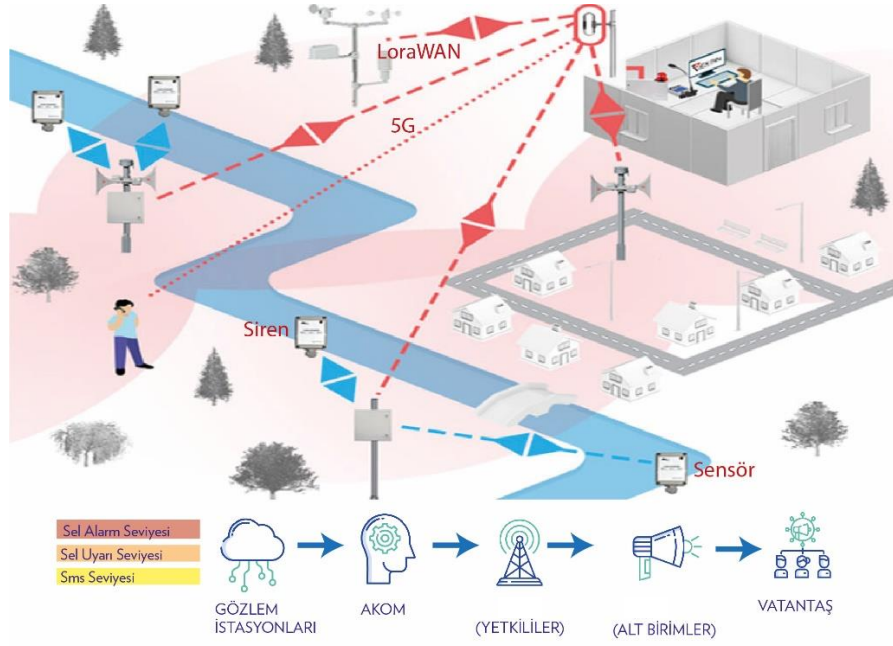 LoraWAN
5G
Siren
Sensör
Sel Alarm Seviyesi
Sel Uyarı Seviyesi
Sms Seviyesi
GÖZLEM
İSTASYONLARI
AKOM
(YETKİLİLER)
(ALT BİRİMLER)
VATANTAŞ